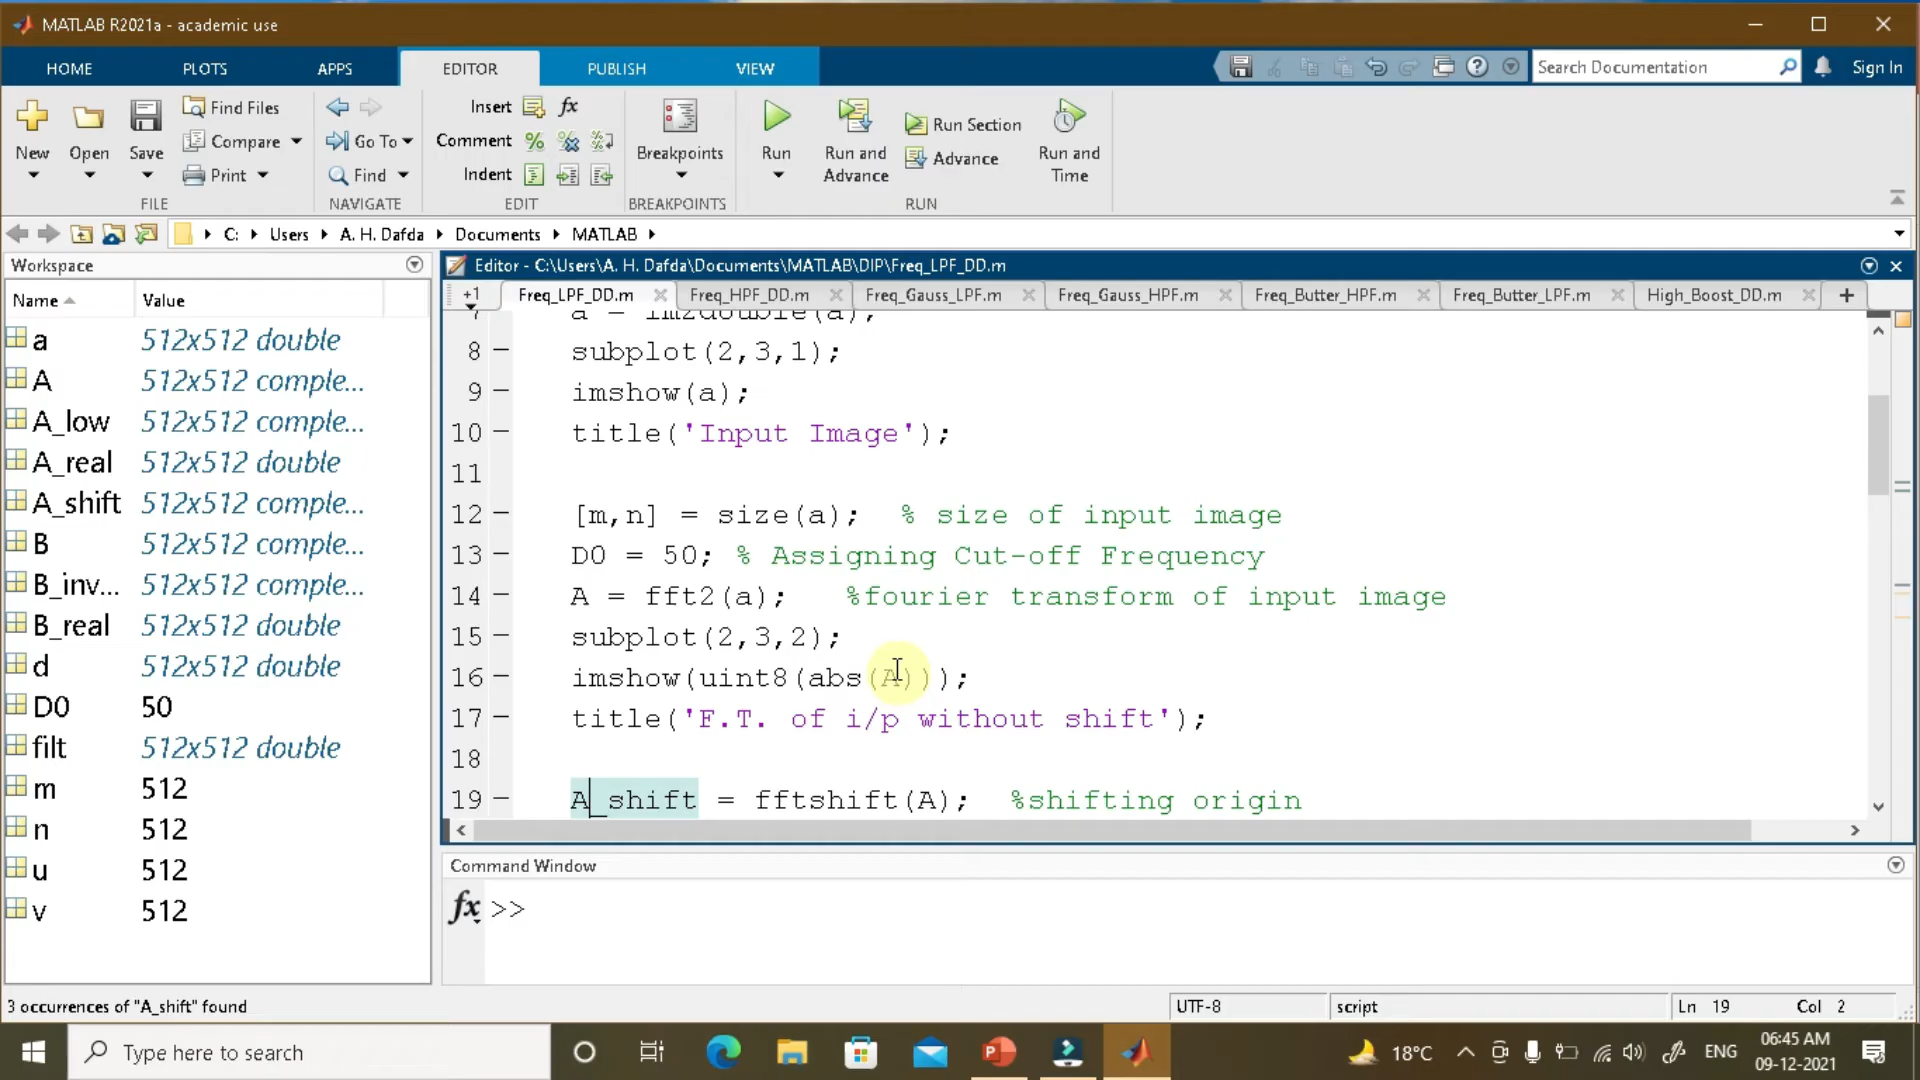 MATLAB R2021a - academic use
HOME PLOTS APPS EDITOR PUBLISH VIEW
Search Documentation
Sign In
New
Open
Save
Find Files
Compare
Print
FILE
Go To
Find
NAVIGATE
Insert fx
Comment
Indent
EDIT
Breakpoints
BREAKPOINTS
Run
Run and Advance
Run Section
Advance
Run and Time
RUN
C: Users A. H. Dafda Documents MATLAB
Workspace
Name Value
a 512x512 double
A 512x512 comple...
A_low 512x512 comple...
A_real 512x512 double
A_shift 512x512 comple...
B 512x512 comple...
B_inv... 512x512 comple...
B_real 512x512 double
d 512x512 double
D0 50
filt 512x512 double
m 512
n 512
u 512
v 512
Editor - C:\Users\A. H. Dafda\Documents\MATLAB\DIP\Freq_LPF_DD.m
+1 Freq_LPF_DD.m Freq_HPF_DD.m Freq_Gauss_LPF.m Freq_Gauss_HPF.m Freq_Butter_HPF.m Freq_Butter_LPF.m High_Boost_DD.m
7 a = im2double(a);
8 subplot(2,3,1);
9 imshow(a);
10 title('Input Image');
11
12 [m,n] = size(a); % size of input image
13 D0 = 50; % Assigning Cut-off Frequency
14 A = fft2(a); %fourier transform of input image
15 subplot(2,3,2);
16 imshow(uint8(abs(A)));
17 title('F.T. of i/p without shift');
18
19 A_shift = fftshift(A); %shifting origin
Command Window
fx >>
3 occurrences of "A_shift" found
UTF-8 script Ln 19 Col 2
Type here to search
18°C
ENG
06:45 AM
09-12-2021